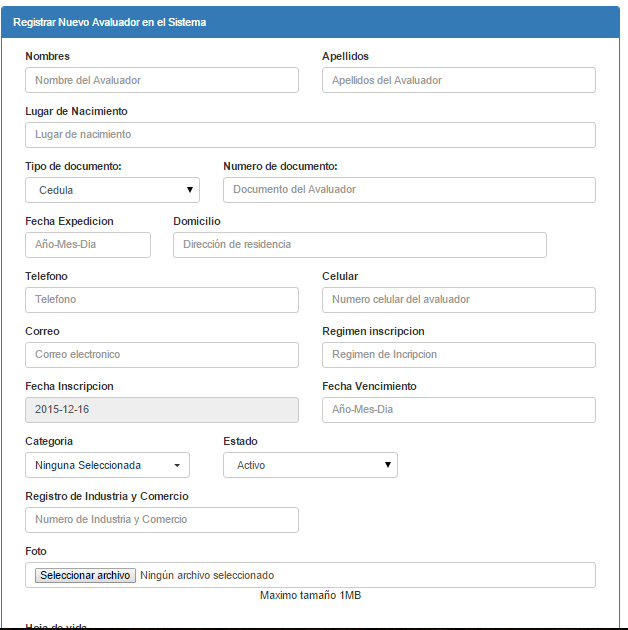 Registrar Nuevo Avaluador en el Sistema
Nombres Apellidos
Nombre del Avaluador Apellidos del Avaluador
Lugar de Nacimiento
Lugar de nacimiento
Tipo de documento: Numero de documento:
Cedula Documento del Avaluador
Fecha Expedicion Domicilio
Año-Mes-Dia Dirección de residencia
Telefono Celular
Telefono Numero celular del avaluador
Correo Regimen inscripcion
Correo electronico Regimen de Incripcion
Fecha Inscripcion Fecha Vencimiento
2015-12-16 Año-Mes-Dia
Categoria Estado
Ninguna Seleccionada Activo
Registro de Industria y Comercio
Numero de Industria y Comercio
Foto
Seleccionar archivo Ningún archivo seleccionado
Maximo tamaño 1MB
Hoja de vida